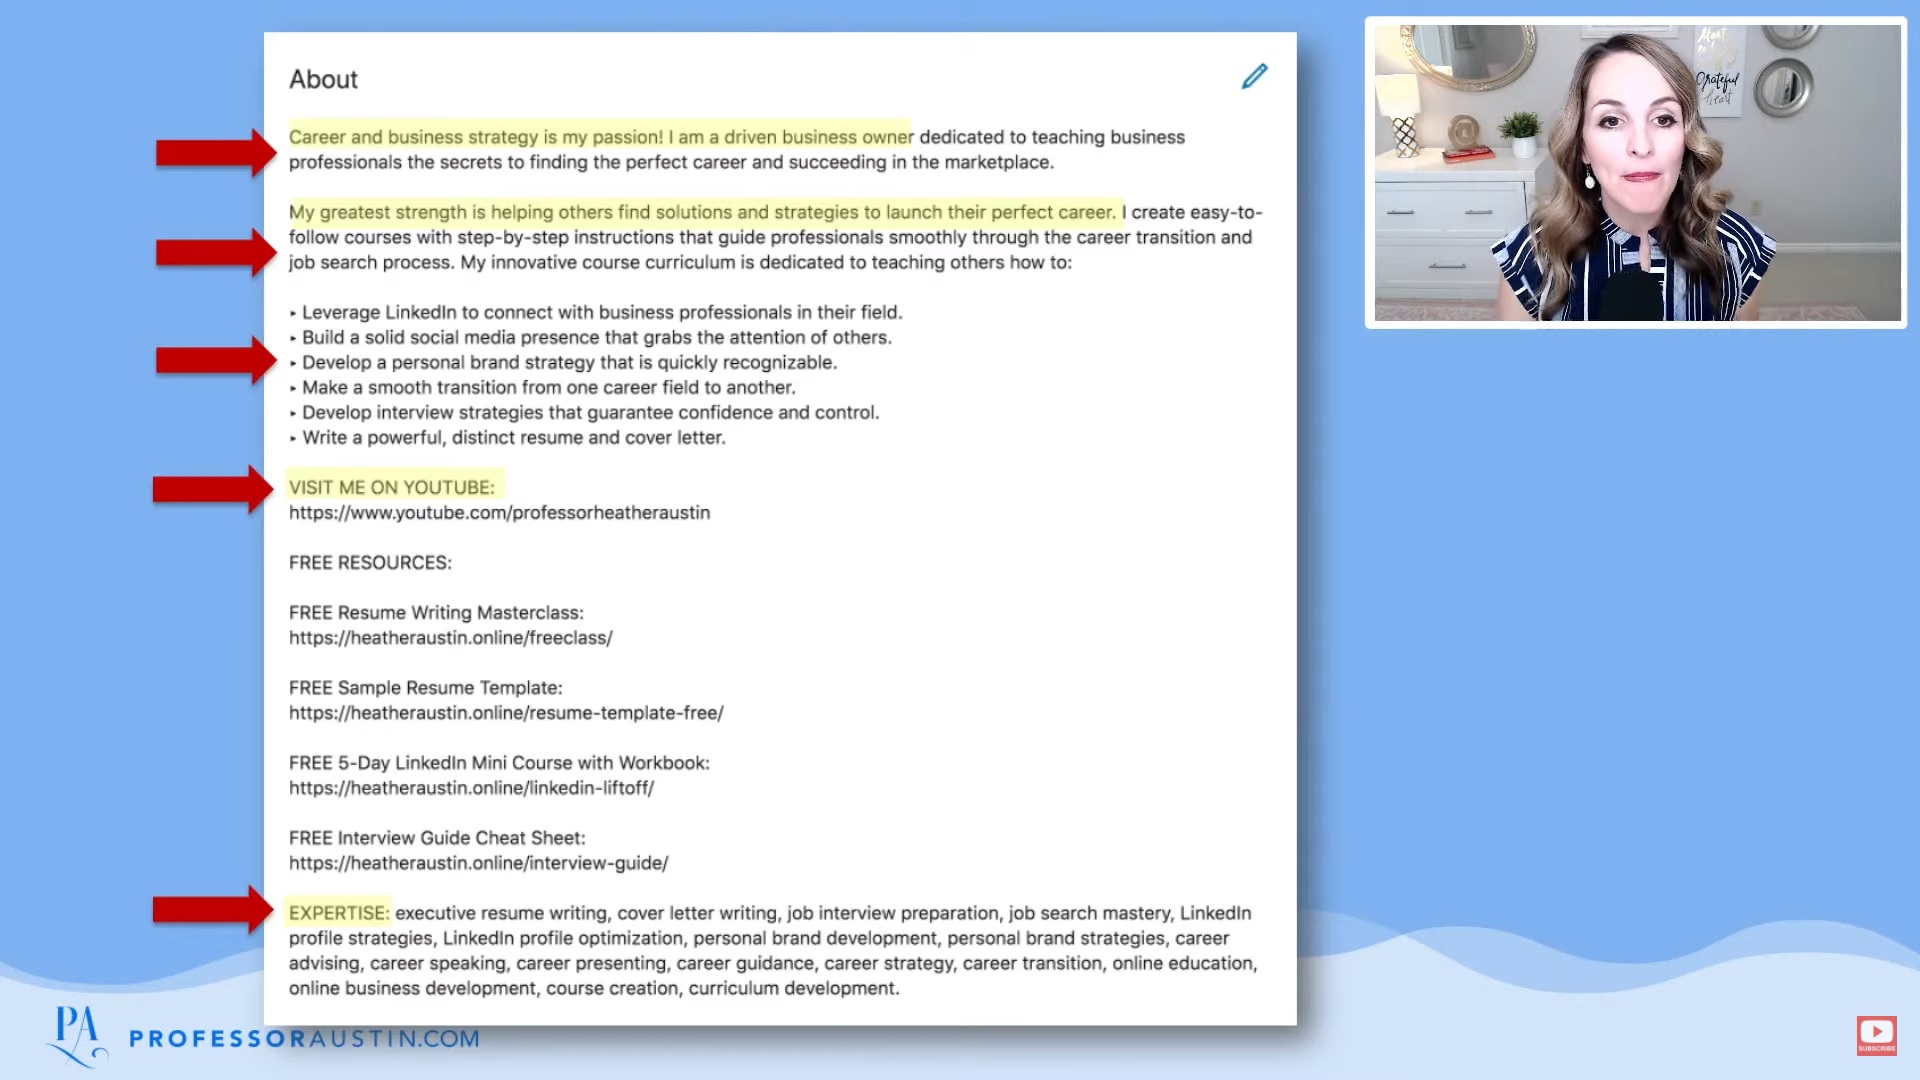 About
Career and business strategy is my passion! I am a driven business owner dedicated to teaching business
professionals the secrets to finding the perfect career and succeeding in the marketplace.
My greatest strength is helping others find solutions and strategies to launch their perfect career. I create easy-to-
follow courses with step-by-step instructions that guide professionals smoothly through the career transition and
job search process. My innovative course curriculum is dedicated to teaching others how to:
‣ Leverage LinkedIn to connect with business professionals in their field.
‣ Build a solid social media presence that grabs the attention of others.
‣ Develop a personal brand strategy that is quickly recognizable.
‣ Make a smooth transition from one career field to another.
‣ Develop interview strategies that guarantee confidence and control.
‣ Write a powerful, distinct resume and cover letter.
VISIT ME ON YOUTUBE:
https://www.youtube.com/professorheatheraustin
FREE RESOURCES:
FREE Resume Writing Masterclass:
https://heatheraustin.online/freeclass/
FREE Sample Resume Template:
https://heatheraustin.online/resume-template-free/
FREE 5-Day LinkedIn Mini Course with Workbook:
https://heatheraustin.online/linkedin-liftoff/
FREE Interview Guide Cheat Sheet:
https://heatheraustin.online/interview-guide/
EXPERTISE: executive resume writing, cover letter writing, job interview preparation, job search mastery, LinkedIn
profile strategies, LinkedIn profile optimization, personal brand development, personal brand strategies, career
advising, career speaking, career presenting, career guidance, career strategy, career transition, online education,
online business development, course creation, curriculum development.
Grateful
heart
PA
PROFESSORAUSTIN.COM
SUBSCRIBE